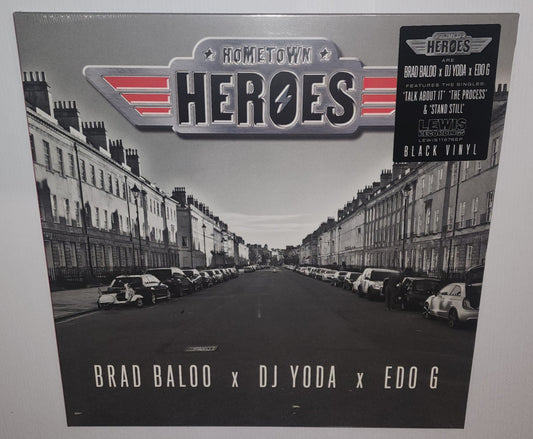 HOMETOWN
HEROES
HEROES
ARE
BRAD BALOO x DJ YODA x EDO G
FEATURES THE SINGLES
"TALK ABOUT IT" "THE PROCESS"
& "STAND STILL"
LEWIS
RECORDINGS
BLACK VINYL
BRAD BALOO x DJ YODA x EDO G